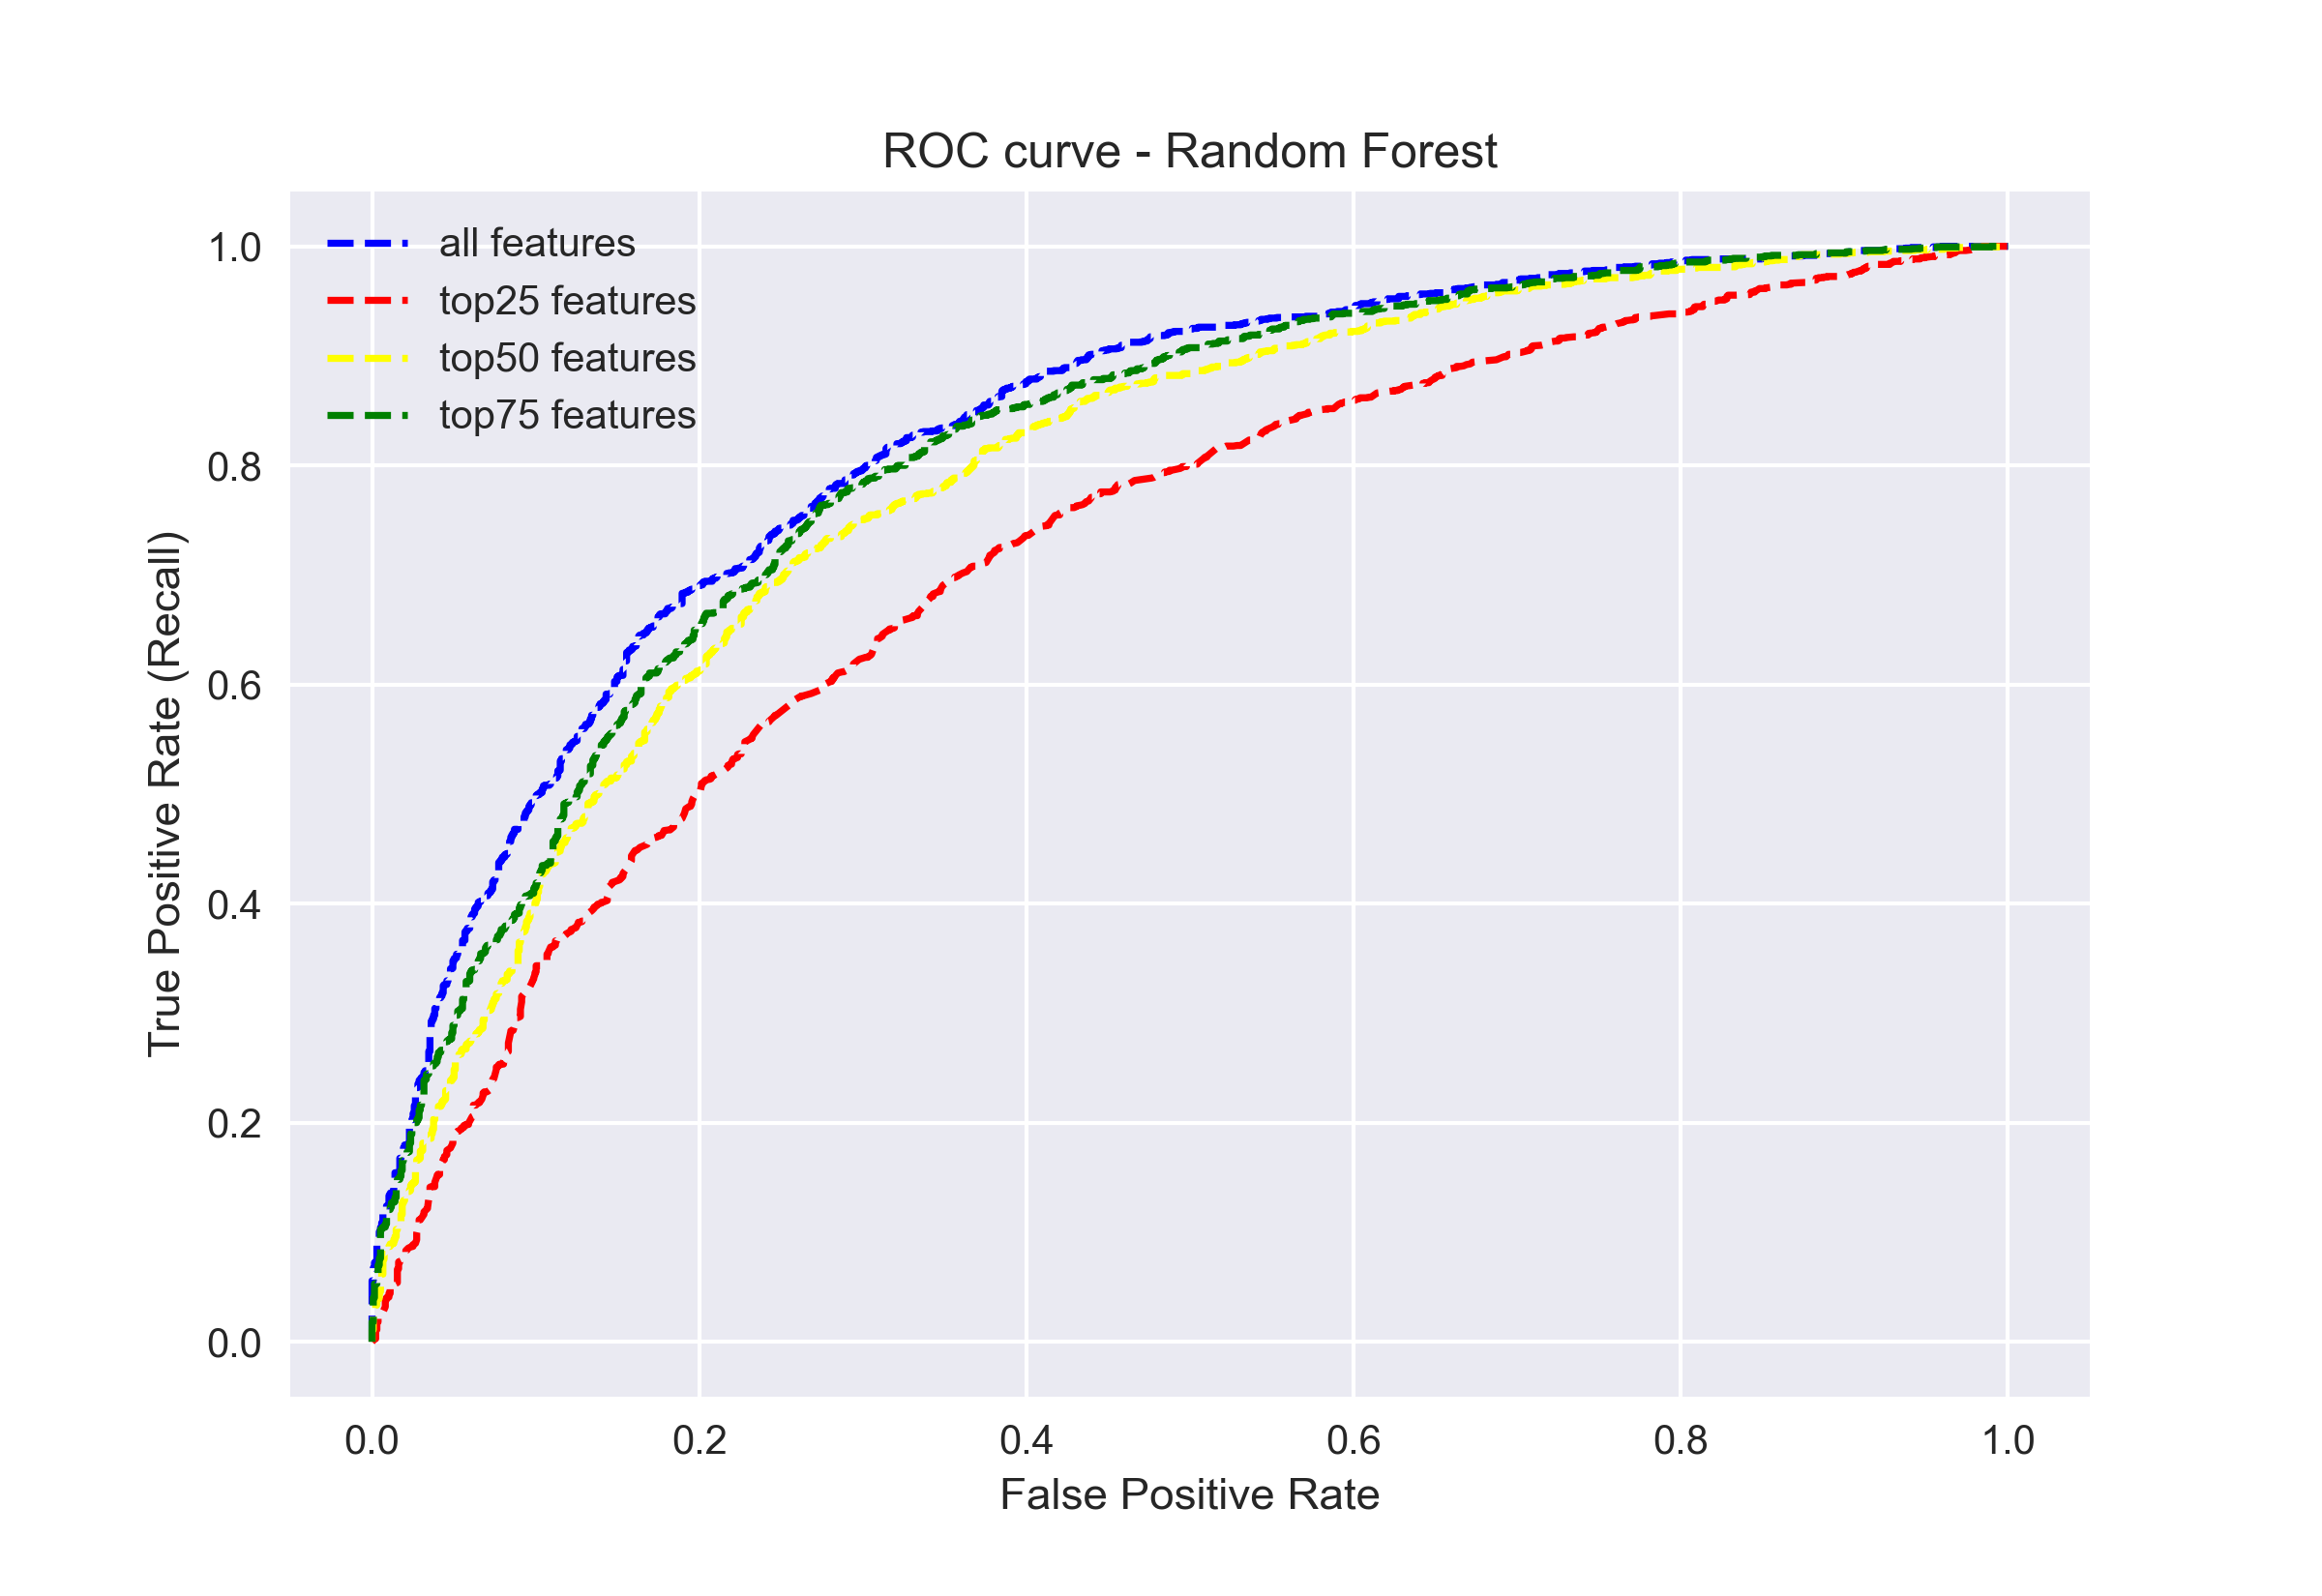 ROC curve - Random Forest
all features
top25 features
top50 features
top75 features
True Positive Rate (Recall)
1.0
0.8
0.6
0.4
0.2
0.0
0.0 0.2 0.4 0.6 0.8 1.0
False Positive Rate